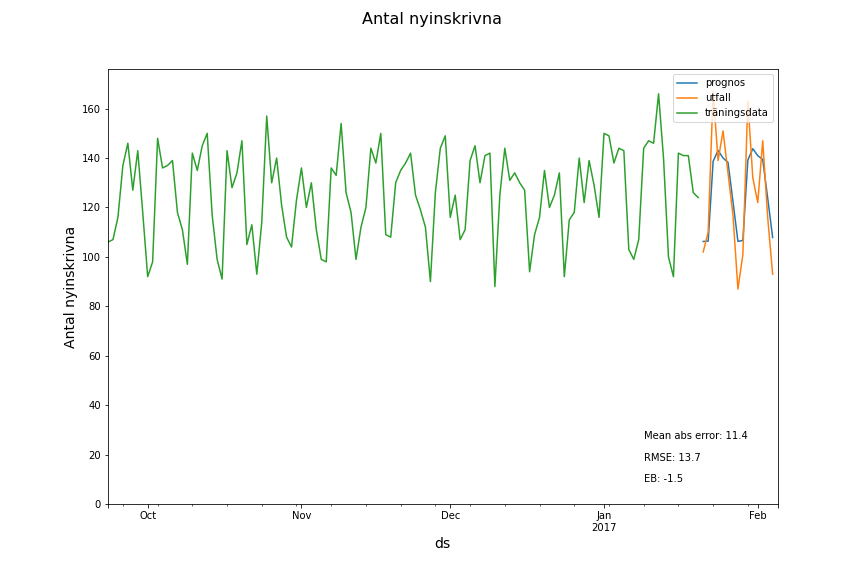 Antal nyinskrivna
prognos
utfall
träningsdata
Antal nyinskrivna
160
140
120
100
80
60
40
20
0
Mean abs error: 11.4
RMSE: 13.7
EB: -1.5
Oct
Nov
Dec
Jan
2017
Feb
ds